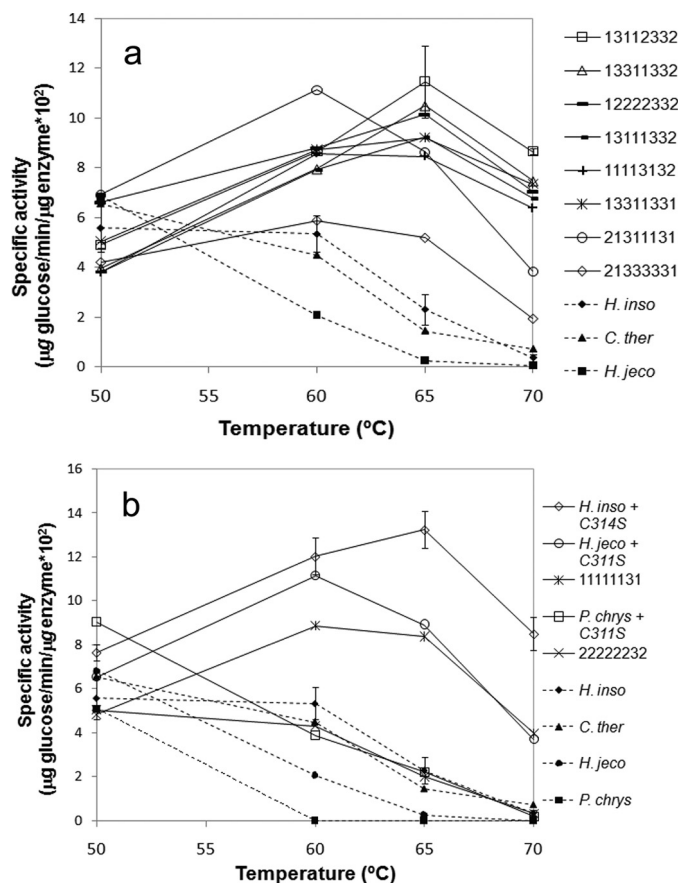 a
14
12
10
8
6
4
2
0
Specific activity
(µg glucose/min/µg enzyme*10²)
50
55
60
65
70
Temperature (ºC)
13112332
13311332
12222332
13111332
11113132
13311331
21311131
21333331
H. inso
C. ther
H. jeco
b
16
14
12
10
8
6
4
2
0
Specific activity
(µg glucose/min/µg enzyme*10²)
50
55
60
65
70
Temperature (ºC)
H. inso +
C314S
H. jeco +
C311S
11111131
P. chrys +
C311S
22222232
H. inso
C. ther
H. jeco
P. chrys